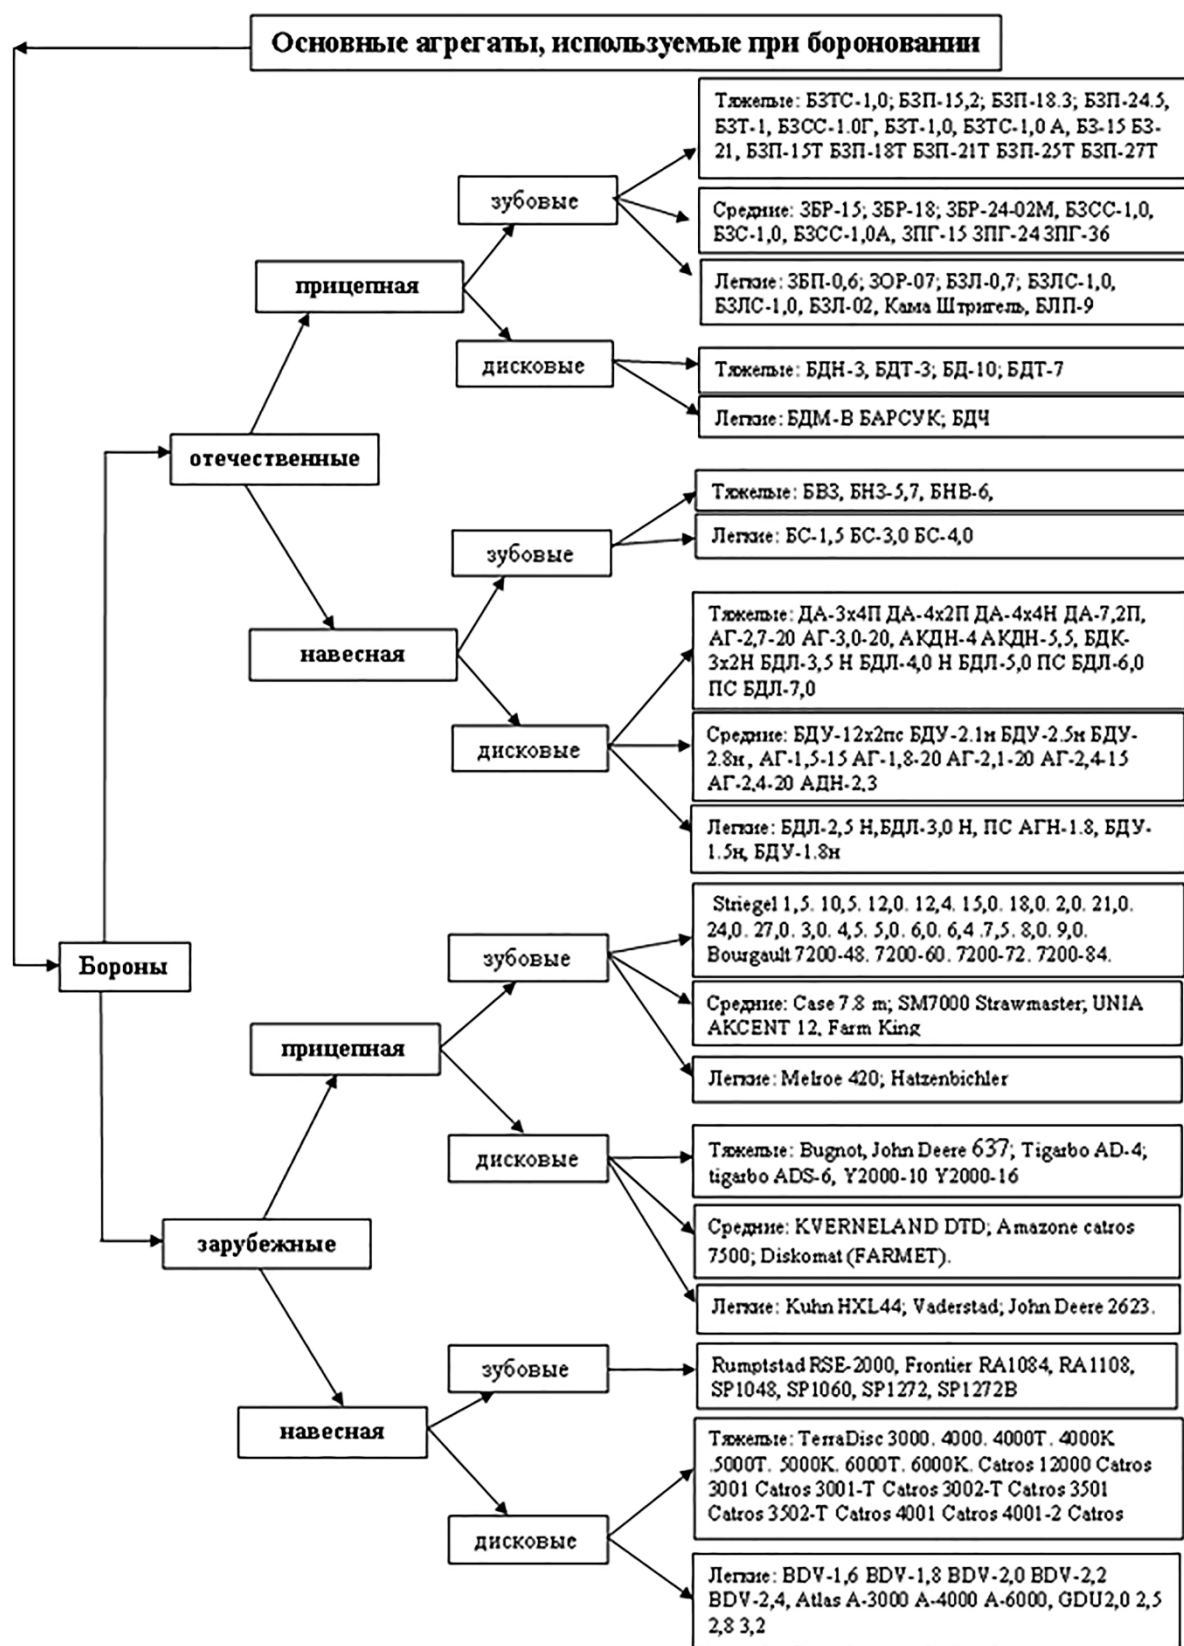 Основные агрегаты, используемые при бороновании
Тяжелые: БЗТС-1,0; БЗП-15,2; БЗП-18.3; БЗП-24.5,
БЗТ-1, БЗСС-1.0Г, БЗТ-1,0, БЗТС-1,0 А, БЗ-15 БЗ-
21, БЗП-15Т БЗП-18Т БЗП-21Т БЗП-25Т БЗП-27Т
зубовые
Средние: ЗБР-15; ЗБР-18; ЗБР-24-02М, БЗСС-1,0,
БЗС-1,0, БЗСС-1,0А, ЗПГ-15 ЗПГ-24 ЗПГ-36
прицепная
Легкие: ЗБП-0,6; ЗОР-07; БЗЛ-0,7; БЗЛС-1,0,
БЗЛС-1,0, БЗЛ-02, Кама Штригель, БЛП-9
дисковые
Тяжелые: БДН-3, БДТ-3; БД-10; БДТ-7
Легкие: БДМ-В БАРСУК; БДЧ
отечественные
Тяжелые: БВЗ, БНЗ-5,7, БНВ-6,
зубовые
Легкие: БС-1,5 БС-3,0 БС-4,0
навесная
Тяжелые: ДА-3х4П ДА-4х2П ДА-4х4Н ДА-7,2П,
АГ-2,7-20 АГ-3,0-20, АКДН-4 АКДН-5,5, БДК-
3х2Н БДЛ-3,5 Н БДЛ-4,0 Н БДЛ-5,0 ПС БДЛ-6,0
ПС БДЛ-7,0
дисковые
Средние: БДУ-12х2пс БДУ-2.1н БДУ-2.5н БДУ-
2.8н, АГ-1,5-15 АГ-1,8-20 АГ-2,1-20 АГ-2,4-15
АГ-2,4-20 АДН-2,3
Легкие: БДЛ-2,5 Н,БДЛ-3,0 Н, ПС АГН-1.8, БДУ-
1.5н, БДУ-1.8н
Бороны
Striegel 1,5. 10,5. 12,0. 12,4. 15,0. 18,0. 2,0. 21,0.
24,0. 27,0. 3,0. 4,5. 5,0. 6,0. 6,4 .7,5. 8,0. 9,0.
Bourgault 7200-48. 7200-60. 7200-72. 7200-84.
зубовые
Средние: Case 7.8 m; SM7000 Strawmaster; UNIA
AKCENT 12, Farm King
прицепная
Легкие: Melroe 420; Hatzenbichler
дисковые
Тяжелые: Bugnot, John Deere 637; Tigarbo AD-4;
tigarbo ADS-6, Y2000-10 Y2000-16
Средние: KVERNELAND DTD; Amazone catros
7500; Diskomat (FARMET).
зарубежные
Легкие: Kuhn HXL44; Vaderstad; John Deere 2623.
зубовые
Rumptstad RSE-2000, Frontier RA1084, RA1108,
SP1048, SP1060, SP1272, SP1272B
навесная
Тяжелые: TerraDisc 3000. 4000. 4000T. 4000K
.5000T. 5000K. 6000T. 6000K. Catros 12000 Catros
3001 Catros 3001-T Catros 3002-T Catros 3501
Catros 3502-T Catros 4001 Catros 4001-2 Catros
дисковые
Легкие: BDV-1,6 BDV-1,8 BDV-2,0 BDV-2,2
BDV-2,4, Atlas A-3000 A-4000 A-6000, GDU2,0 2,5
2,8 3,2